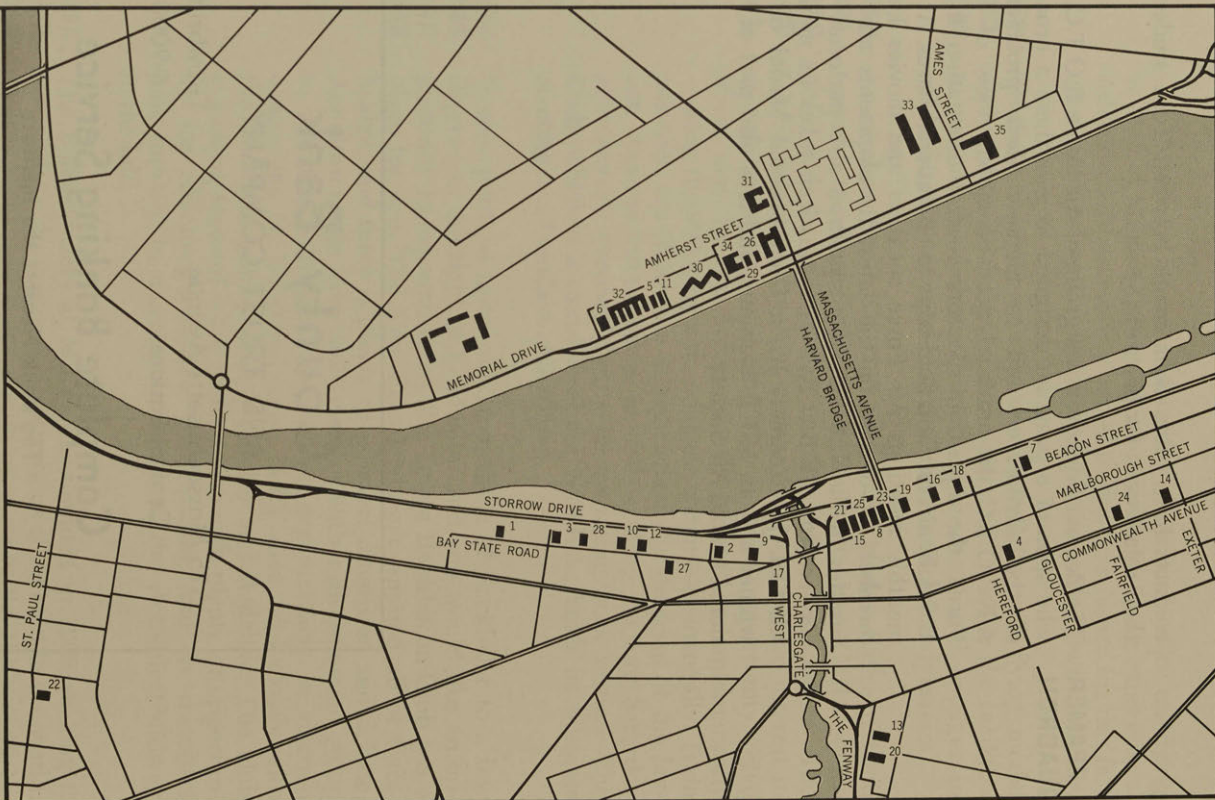 AMES STREET
33
35
31
AMHERST STREET
34
26
30
29
5
11
32
6
MEMORIAL DRIVE
MASSACHUSETTS AVENUE
HARVARD BRIDGE
7
BEACON STREET
MARLBOROUGH STREET
14
24
COMMONWEALTH AVENUE
EXETER
FAIRFIELD
GLOUCESTER
HEREFORD
4
18
16
19
23
25
21
15
8
STORROW DRIVE
BAY STATE ROAD
1
3
28
10
12
27
2
9
17
WEST
CHARLESGATE
ST. PAUL STREET
22
THE FENWAY
13
20